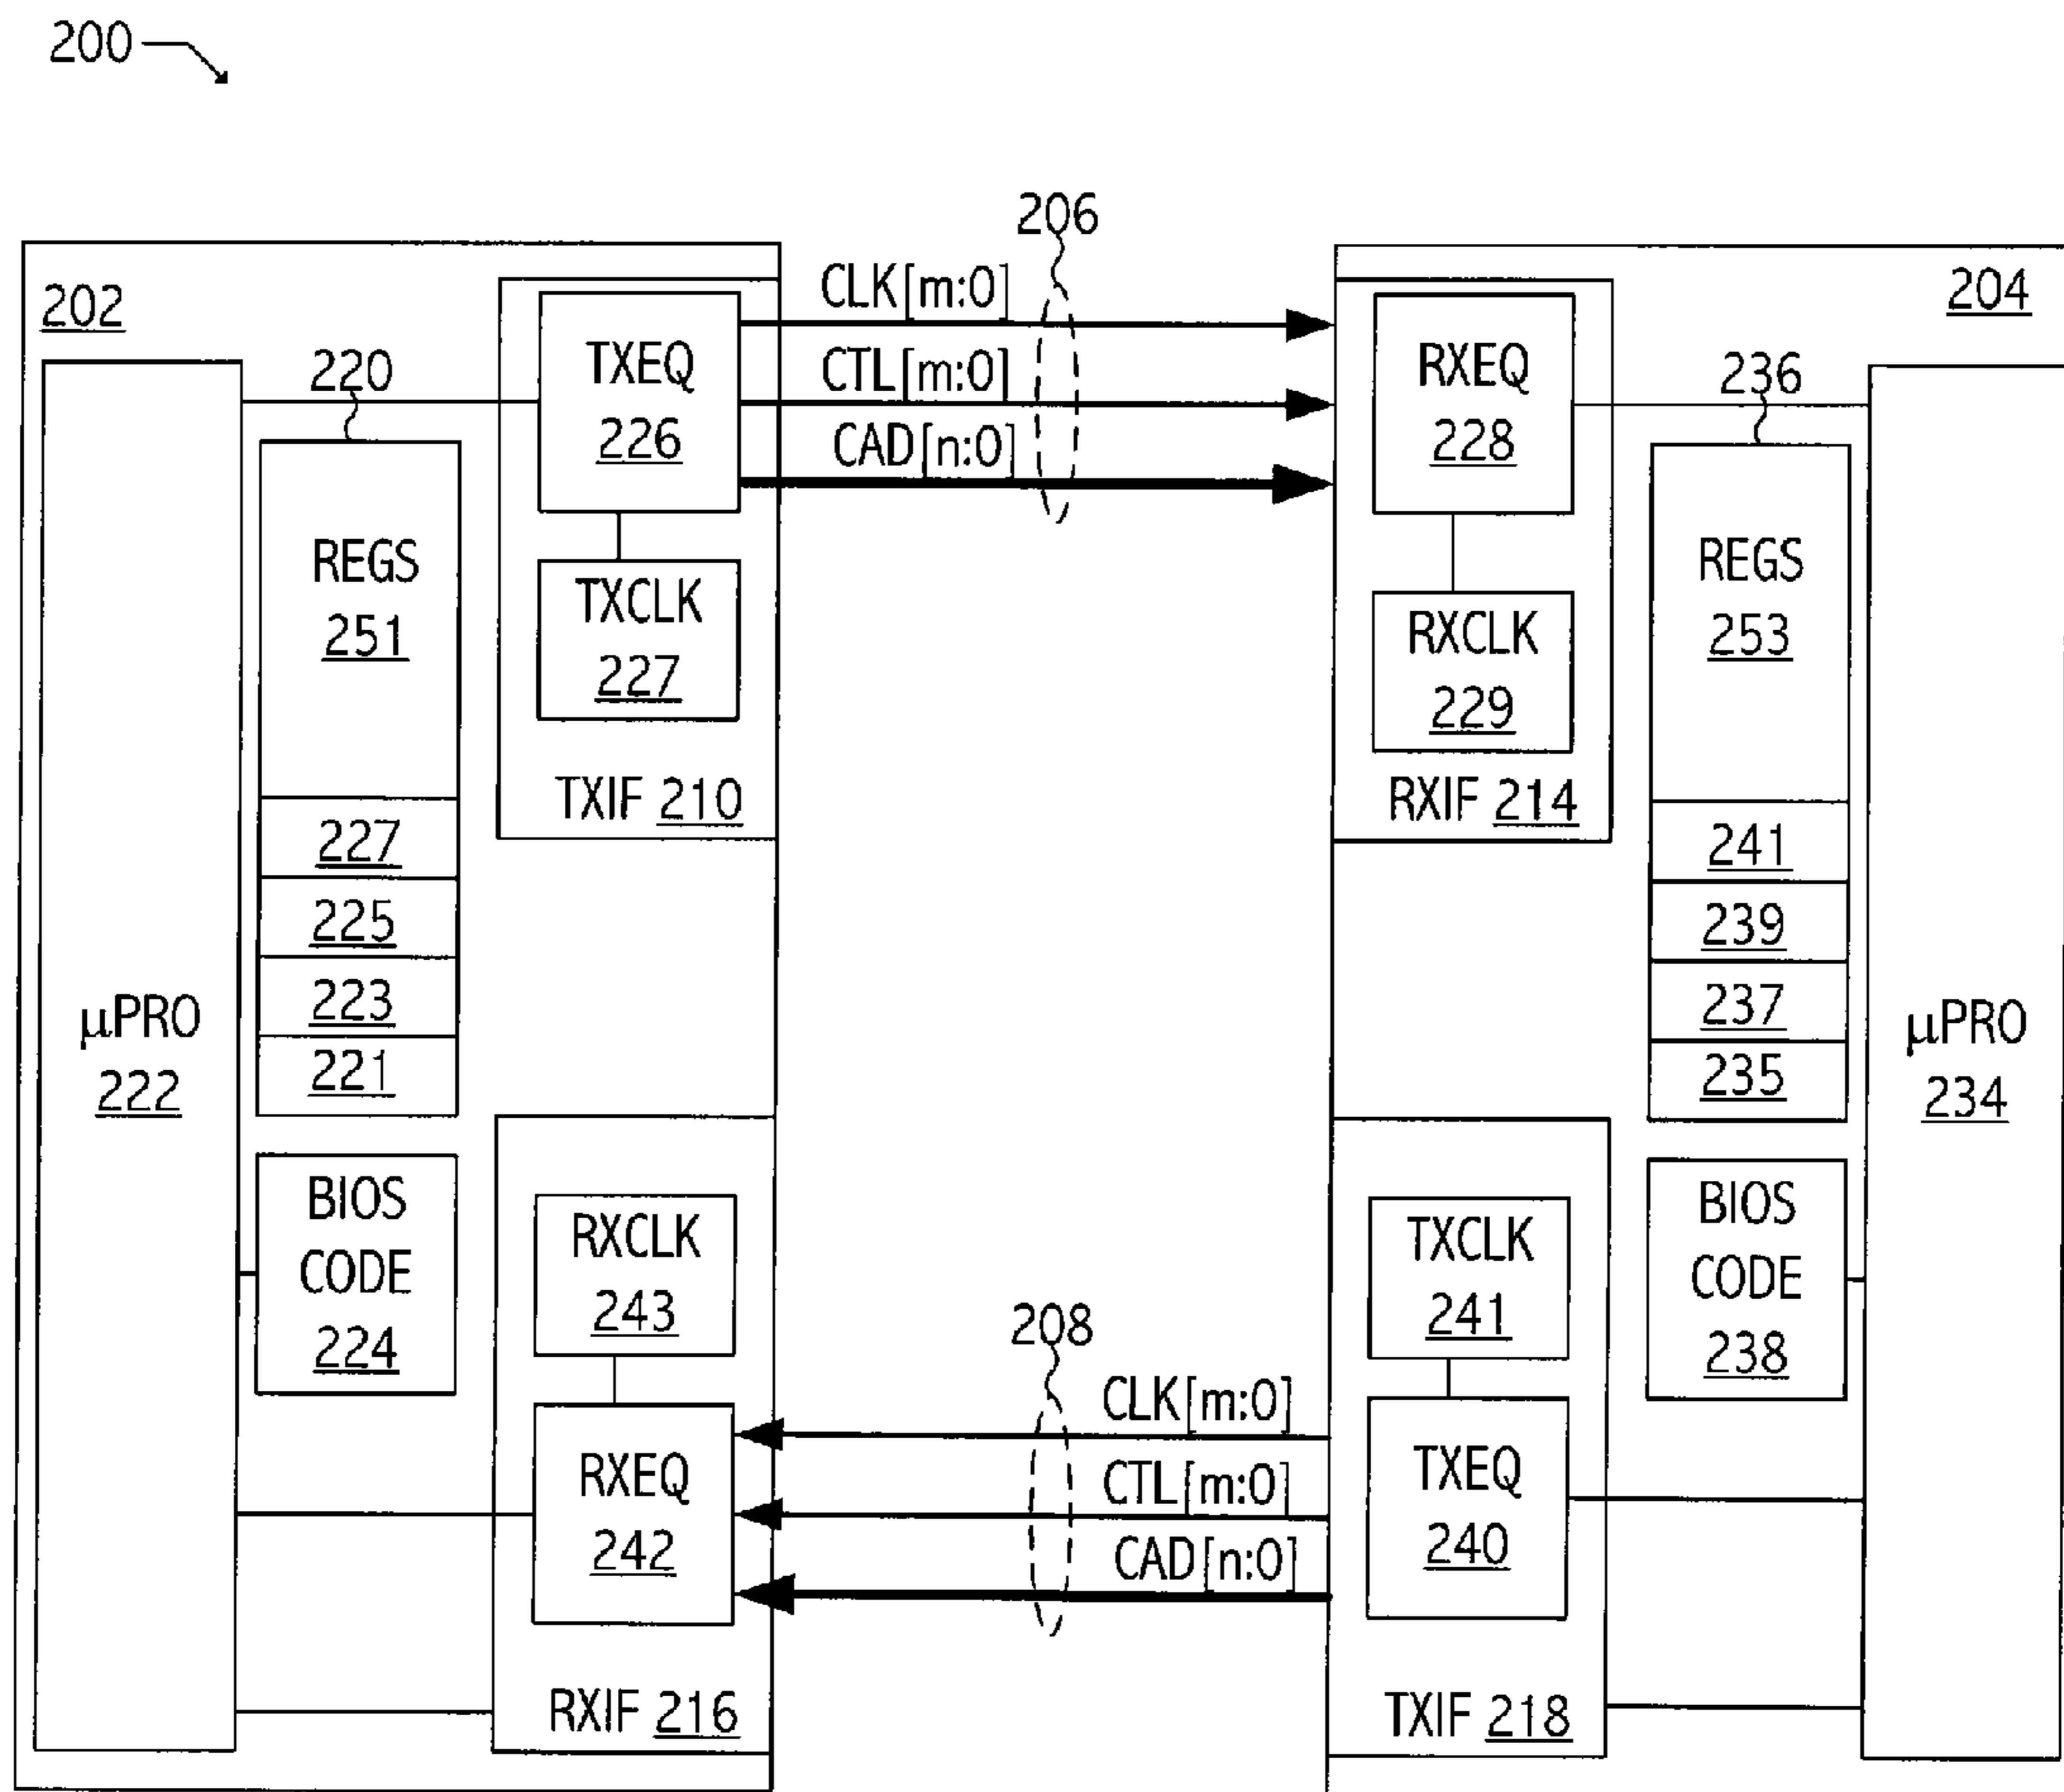 200
206
202
204
CLK[m:0]
CTL[m:0]
CAD[n:0]
220
TXEQ
226
RXEQ
228
236
REGS
251
TXCLK
227
RXCLK
229
REGS
253
TXIF 210
RXIF 214
227
225
223
221
241
239
237
235
µPRO
222
µPRO
234
BIOS
CODE
224
RXCLK
243
TXCLK
241
BIOS
CODE
238
208
CLK[m:0]
CTL[m:0]
CAD[n:0]
RXEQ
242
TXEQ
240
RXIF 216
TXIF 218